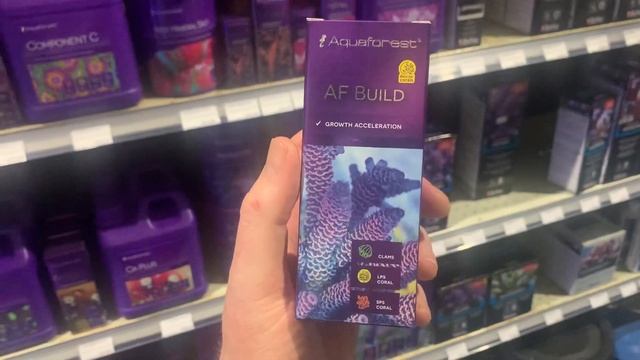 Aquaforest
AF BUILD
✓ GROWTH ACCELERATION
CLAMS
LPS
CORAL
SPS
CORAL
COMPONENT C
CA PLUS